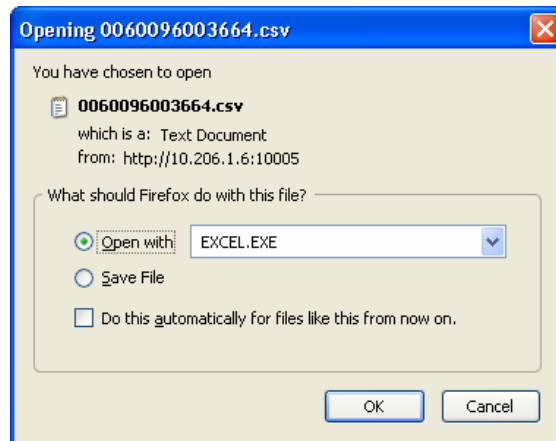 Opening 0060096003664.csv
You have chosen to open
0060096003664.csv
which is a: Text Document
from: http://10.206.1.6:10005
What should Firefox do with this file?
Open with EXCEL.EXE
Save File
Do this automatically for files like this from now on.
OK Cancel